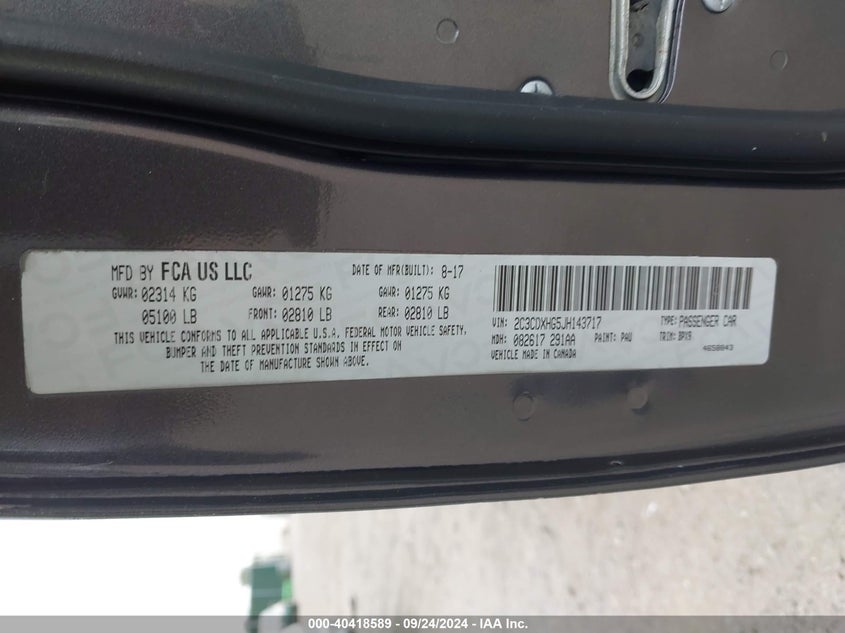 MFD BY FCA US LLC DATE OF MFR(BUILT): 8-17
GVWR: 02314 KG GAWR: 01275 KG GAWR: 01275 KG
05100 LB FRONT: 02810 LB REAR: 02810 LB
THIS VEHICLE CONFORMS TO ALL APPLICABLE U.S.A. FEDERAL MOTOR VEHICLE SAFETY,
BUMPER AND THEFT PREVENTION STANDARDS IN EFFECT ON
THE DATE OF MANUFACTURE SHOWN ABOVE.
VIN: 2C3CDXHG5JH143717 TYPE: PASSENGER CAR
MDH: 082617 291AA PAINT: PAU TRIM: BPX9
VEHICLE MADE IN CANADA 4658843
000-40418589 - 09/24/2024 - IAA Inc.